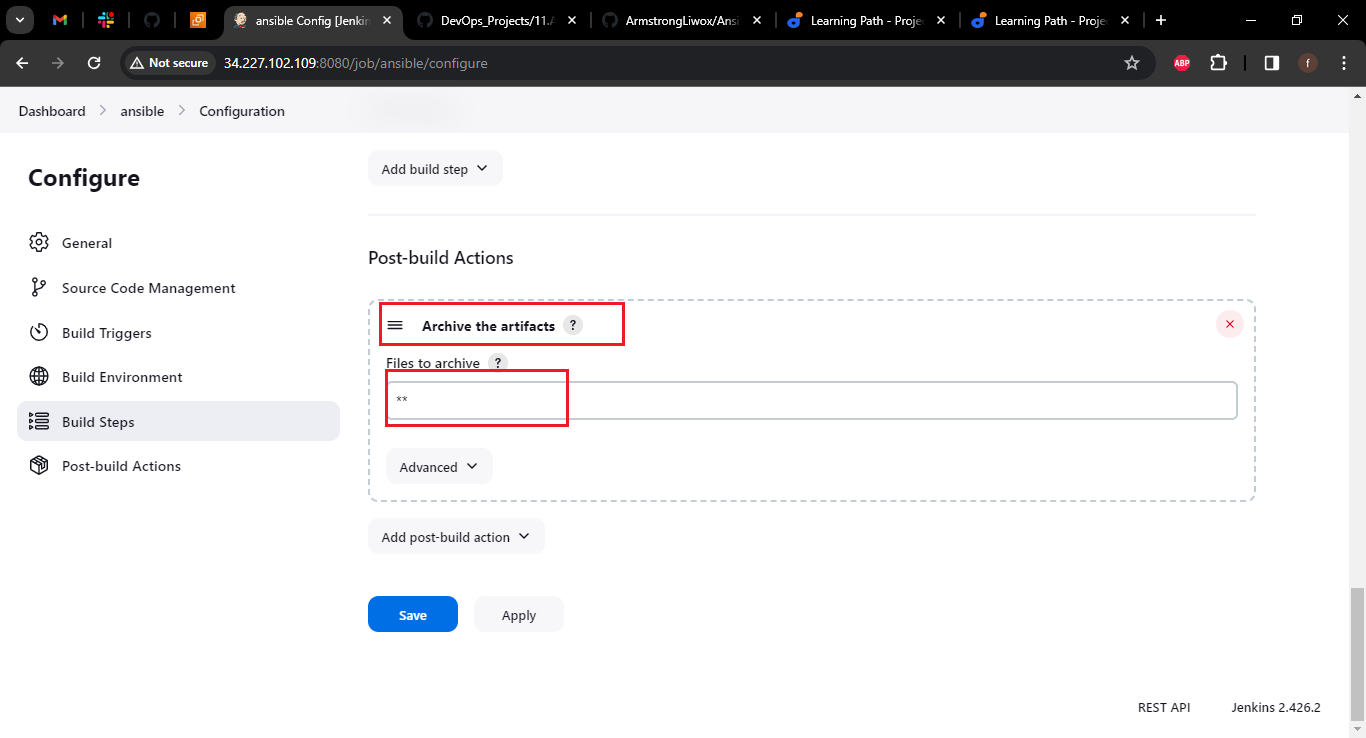 ansible Config [Jenkin
DevOps_Projects/11.A
ArmstrongLiwox/Ansi
Learning Path - Projec
Learning Path - Projec
Not secure
34.227.102.109:8080/job/ansible/configure
ABP
f
Dashboard
ansible
Configuration
Configure
General
Source Code Management
Build Triggers
Build Environment
Build Steps
Post-build Actions
Add build step
Post-build Actions
Archive the artifacts ?
Files to archive ?
**
Advanced
Add post-build action
Save
Apply
REST API
Jenkins 2.426.2